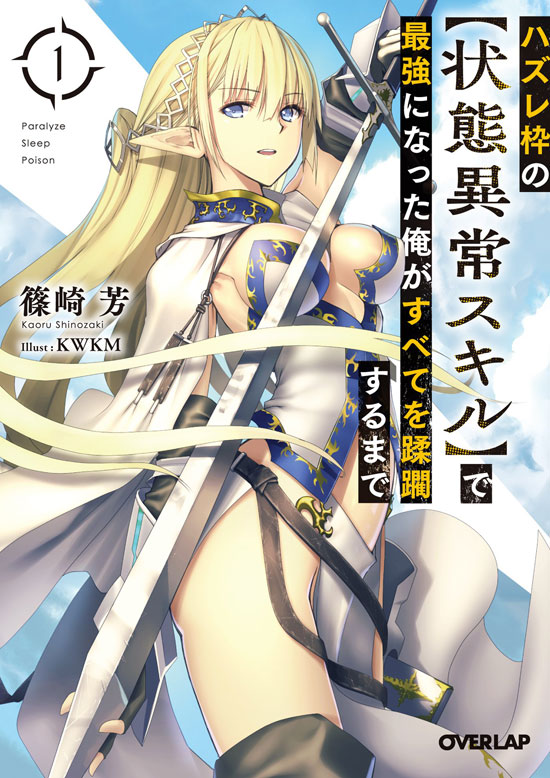 ハズレ枠の
【状態異常スキル】で
最強になった俺がすべてを蹂躙
するまで
1
Paralyze
Sleep
Poison
篠崎 芳
Kaoru Shinozaki
Illust : KWKM
OVERLAP